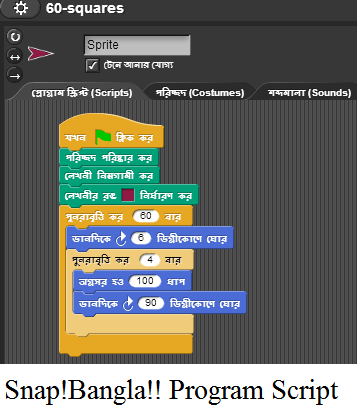 60-squares
Sprite
টেনে আনার যোগ্য
প্রোগ্রাম স্ক্রিপ্ট (Scripts) পরিচ্ছদ (Costumes) শব্দমালা (Sounds)
যখন ক্লিক কর
পরিচ্ছদ পরিষ্কার কর
লেখনী নিম্নগামী কর
লেখনীর রঙ নির্ধারণ কর
পুনরাবৃত্তি কর 60 বার
ডানদিকে 6 ডিগ্রীকোণে ঘোর
পুনরাবৃত্তি কর 4 বার
অগ্রসর হও 100 ধাপ
ডানদিকে 90 ডিগ্রীকোণে ঘোর
Snap!Bangla!! Program Script